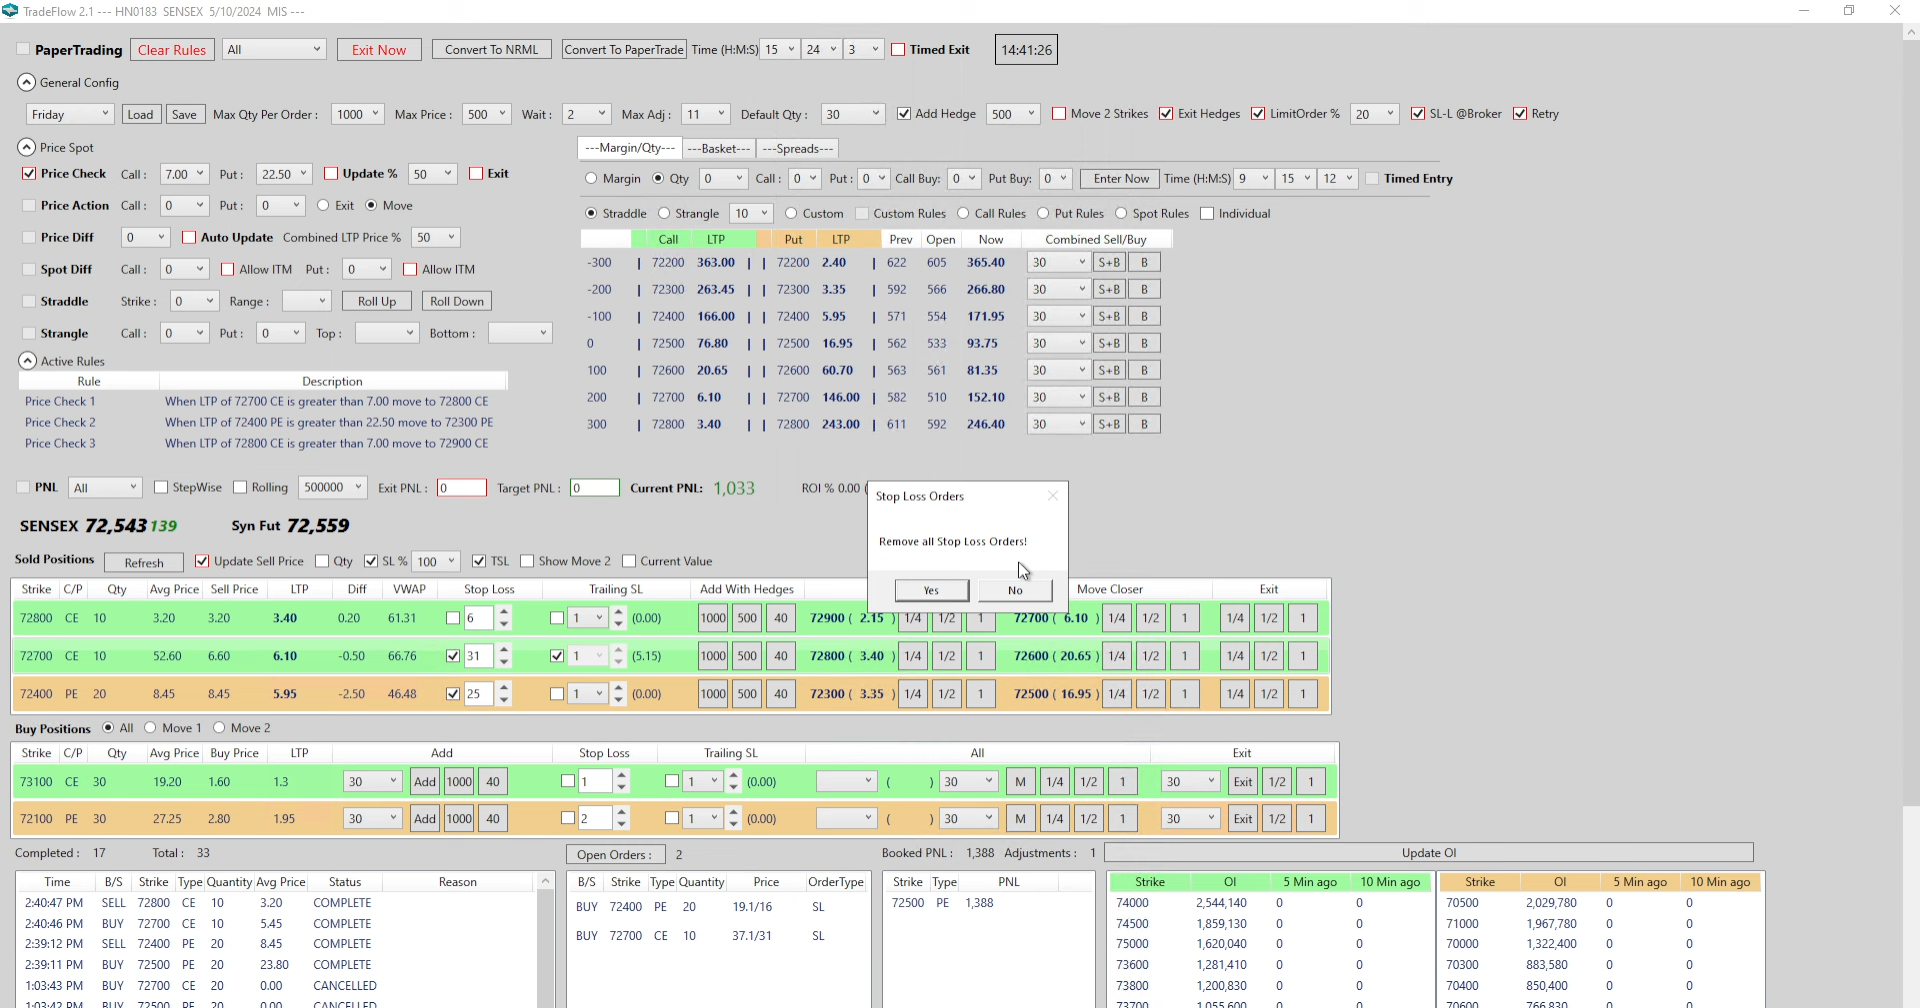 TradeFlow 2.1 --- HN0183 SENSEX 5/10/2024 MIS ---
PaperTrading Clear Rules All Exit Now Convert To NRML Convert To PaperTrade Time (H:M:S) 15 24 3 Timed Exit 14:41:26
General Config
Friday Load Save Max Qty Per Order : 1000 Max Price : 500 Wait : 2 Max Adj : 11 Default Qty : 30 Add Hedge 500 Move 2 Strikes Exit Hedges LimitOrder % 20 SL-L @Broker Retry
Price Spot
Price Check Call : 7.00 Put : 22.50 Update % 50 Exit
Price Action Call : 0 Put : 0 Exit Move
Price Diff 0 Auto Update Combined LTP Price % 50
Spot Diff Call : 0 Allow ITM Put : 0 Allow ITM
Straddle Strike : 0 Range : Roll Up Roll Down
Strangle Call : 0 Put : 0 Top : Bottom :
Active Rules
Rule Description
Price Check 1 When LTP of 72700 CE is greater than 7.00 move to 72800 CE
Price Check 2 When LTP of 72400 PE is greater than 22.50 move to 72300 PE
Price Check 3 When LTP of 72800 CE is greater than 7.00 move to 72900 CE
---Margin/Qty--- ---Basket--- ---Spreads---
Margin Qty 0 Call : 0 Put : 0 Call Buy: 0 Put Buy: 0 Enter Now Time (H:M:S) 9 15 12 Timed Entry
Straddle Strangle 10 Custom Custom Rules Call Rules Put Rules Spot Rules Individual
Call LTP Put LTP Prev Open Now Combined Sell/Buy
-300 | 72200 363.00 | | 72200 2.40 | 622 605 365.40 30 S+B B
-200 | 72300 263.45 | | 72300 3.35 | 592 566 266.80 30 S+B B
-100 | 72400 166.00 | | 72400 5.95 | 571 554 171.95 30 S+B B
0 | 72500 76.80 | | 72500 16.95 | 562 533 93.75 30 S+B B
100 | 72600 20.65 | | 72600 60.70 | 563 561 81.35 30 S+B B
200 | 72700 6.10 | | 72700 146.00 | 582 510 152.10 30 S+B B
300 | 72800 3.40 | | 72800 243.00 | 611 592 246.40 30 S+B B
PNL All StepWise Rolling 500000 Exit PNL : 0 Target PNL : 0 Current PNL: 1,033 ROI % 0.00 (
SENSEX 72,543 139 Syn Fut 72,559
Stop Loss Orders
Remove all Stop Loss Orders!
Yes No
Sold Positions Refresh Update Sell Price Qty SL % 100 TSL Show Move 2 Current Value
Strike C/P Qty Avg Price Sell Price LTP Diff VWAP Stop Loss Trailing SL Add With Hedges Move Closer Exit
72800 CE 10 3.20 3.20 3.40 0.20 61.31 6 1 (0.00) 1000 500 40 72900 ( 2.15 ) 1/4 1/2 1 72700 ( 6.10 ) 1/4 1/2 1 1/4 1/2 1
72700 CE 10 52.60 6.60 6.10 -0.50 66.76 31 1 (5.15) 1000 500 40 72800 ( 3.40 ) 1/4 1/2 1 72600 ( 20.65 ) 1/4 1/2 1 1/4 1/2 1
72400 PE 20 8.45 8.45 5.95 -2.50 46.48 25 1 (0.00) 1000 500 40 72300 ( 3.35 ) 1/4 1/2 1 72500 ( 16.95 ) 1/4 1/2 1 1/4 1/2 1
Buy Positions All Move 1 Move 2
Strike C/P Qty Avg Price Buy Price LTP Add Stop Loss Trailing SL All Exit
73100 CE 30 19.20 1.60 1.3 30 Add 1000 40 1 1 (0.00) ( ) 30 M 1/4 1/2 1 30 Exit 1/2 1
72100 PE 30 27.25 2.80 1.95 30 Add 1000 40 2 1 (0.00) ( ) 30 M 1/4 1/2 1 30 Exit 1/2 1
Completed : 17 Total : 33
Time B/S Strike Type Quantity Avg Price Status Reason
2:40:47 PM SELL 72800 CE 10 3.20 COMPLETE
2:40:46 PM BUY 72700 CE 10 5.45 COMPLETE
2:39:12 PM SELL 72400 PE 20 8.45 COMPLETE
2:39:11 PM BUY 72500 PE 20 23.80 COMPLETE
1:03:43 PM BUY 72700 CE 20 0.00 CANCELLED
1:03:42 PM BUY 72500 PE 20 0.00 CANCELLED
Open Orders : 2
B/S Strike Type Quantity Price OrderType
BUY 72400 PE 20 19.1/16 SL
BUY 72700 CE 10 37.1/31 SL
Booked PNL : 1,388 Adjustments : 1 Update OI
Strike Type PNL
72500 PE 1,388
Strike OI 5 Min ago 10 Min ago
74000 2,544,140 0 0
74500 1,859,130 0 0
75000 1,620,040 0 0
73600 1,281,410 0 0
73800 1,200,830 0 0
73700 1,055,600 0 0
Strike OI 5 Min ago 10 Min ago
70500 2,029,780 0 0
71000 1,967,780 0 0
70000 1,322,400 0 0
70300 883,580 0 0
70400 850,400 0 0
70600 766,830 0 0